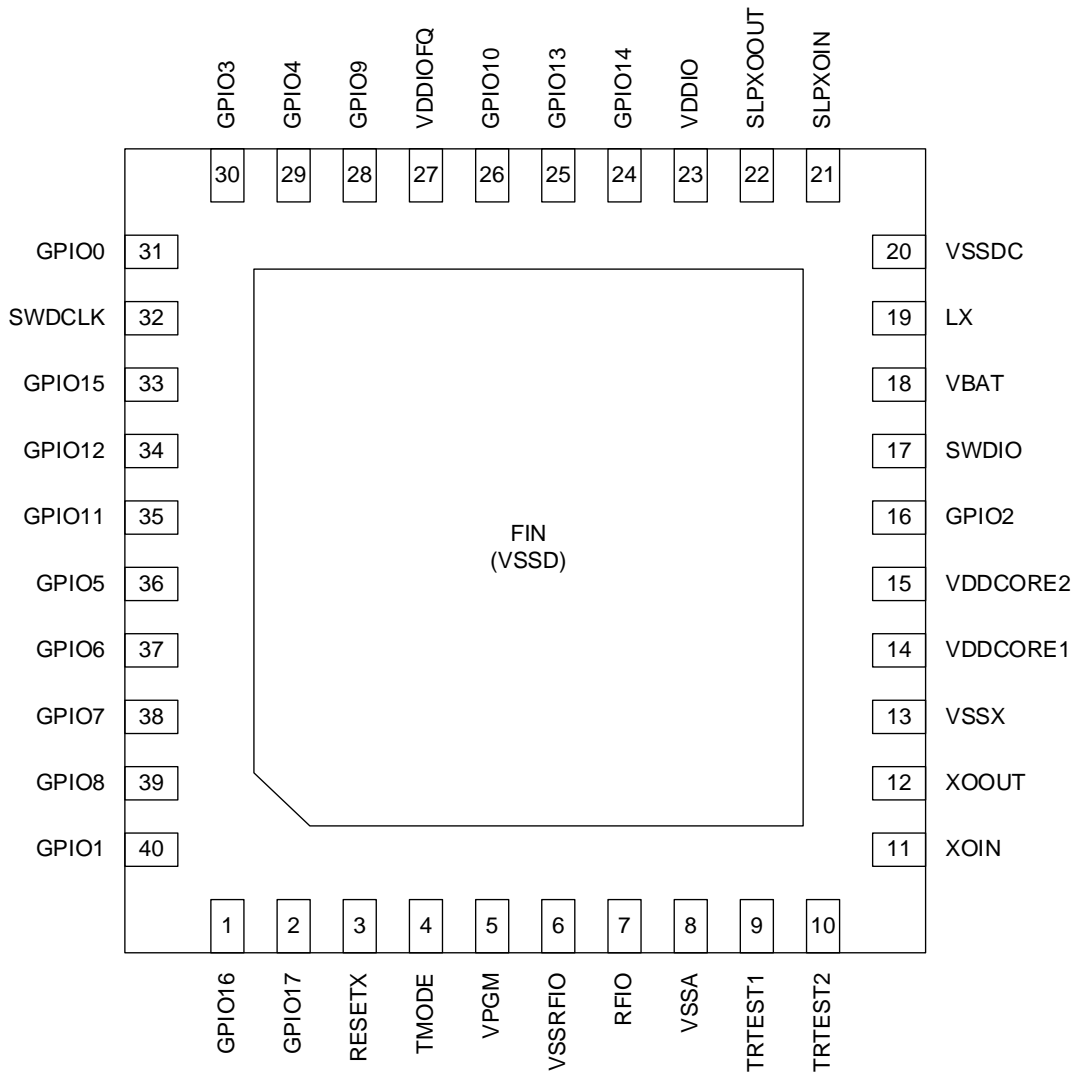 GPIO3
GPIO4
GPIO9
VDDIOFQ
GPIO10
GPIO13
GPIO14
VDDIO
SLPXOOUT
SLPXOIN
30
29
28
27
26
25
24
23
22
21
GPIO0 31
SWDCLK 32
GPIO15 33
GPIO12 34
GPIO11 35
GPIO5 36
GPIO6 37
GPIO7 38
GPIO8 39
GPIO1 40
FIN
(VSSD)
20 VSSDC
19 LX
18 VBAT
17 SWDIO
16 GPIO2
15 VDDCORE2
14 VDDCORE1
13 VSSX
12 XOOUT
11 XOIN
1
2
3
4
5
6
7
8
9
10
GPIO16
GPIO17
RESETX
TMODE
VPGM
VSSRFIO
RFIO
VSSA
TRTEST1
TRTEST2